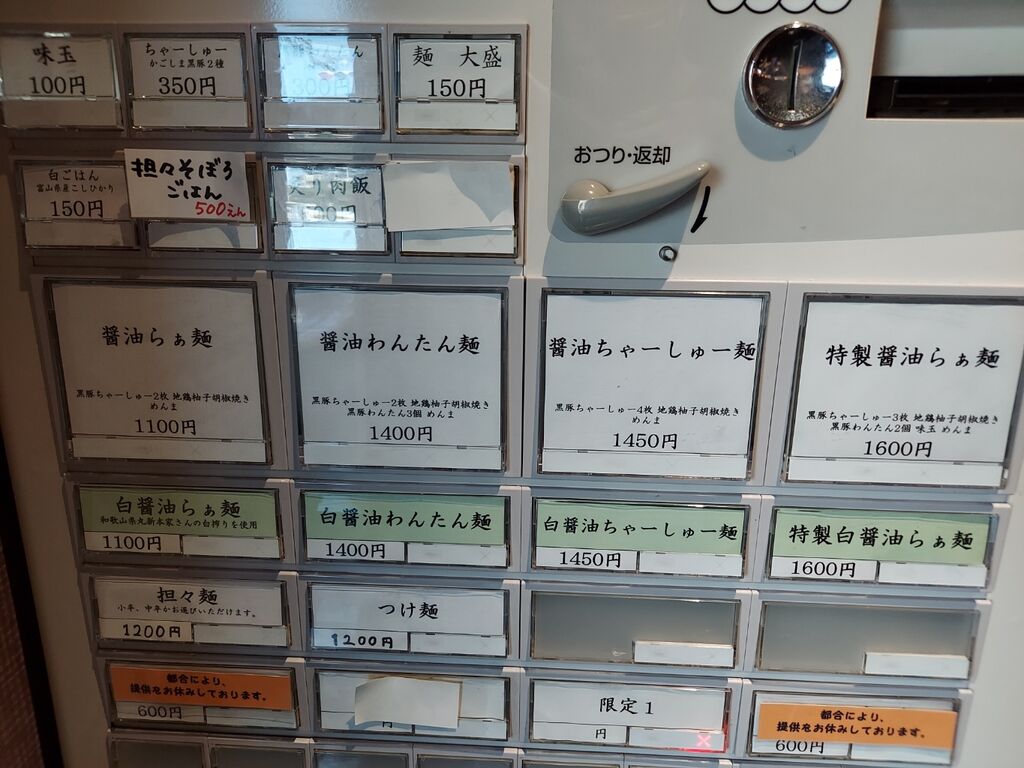 味玉
100円
ちゃーしゅー
かごしま黒豚2種
350円
300円
麺 大盛
150円
おつり・返却
白ごはん
富山県産こしひかり
150円
担々そぼろ
ごはん
500えん
肉飯
醤油らぁ麺
黒豚ちゃーしゅー2枚 地鶏柚子胡椒焼き
めんま
1100円
醤油わんたん麺
黒豚ちゃーしゅー2枚 地鶏柚子胡椒焼き
黒豚わんたん3個 めんま
1400円
醤油ちゃーしゅー麺
黒豚ちゃーしゅー4枚 地鶏柚子胡椒焼き
めんま
1450円
特製醤油らぁ麺
黒豚ちゃーしゅー3枚 地鶏柚子胡椒焼き
黒豚わんたん2個 味玉 めんま
1600円
白醤油らぁ麺
和歌山県丸新本家さんの白搾りを使用
1100円
白醤油わんたん麺
1400円
白醤油ちゃーしゅー麺
1450円
特製白醤油らぁ麺
1600円
担々麺
小辛、中辛がお選びいただけます。
1200円
つけ麺
1200円
都合により、
提供をお休みしております。
600円
円
限定1
円
都合により、
提供をお休みしております。
600円